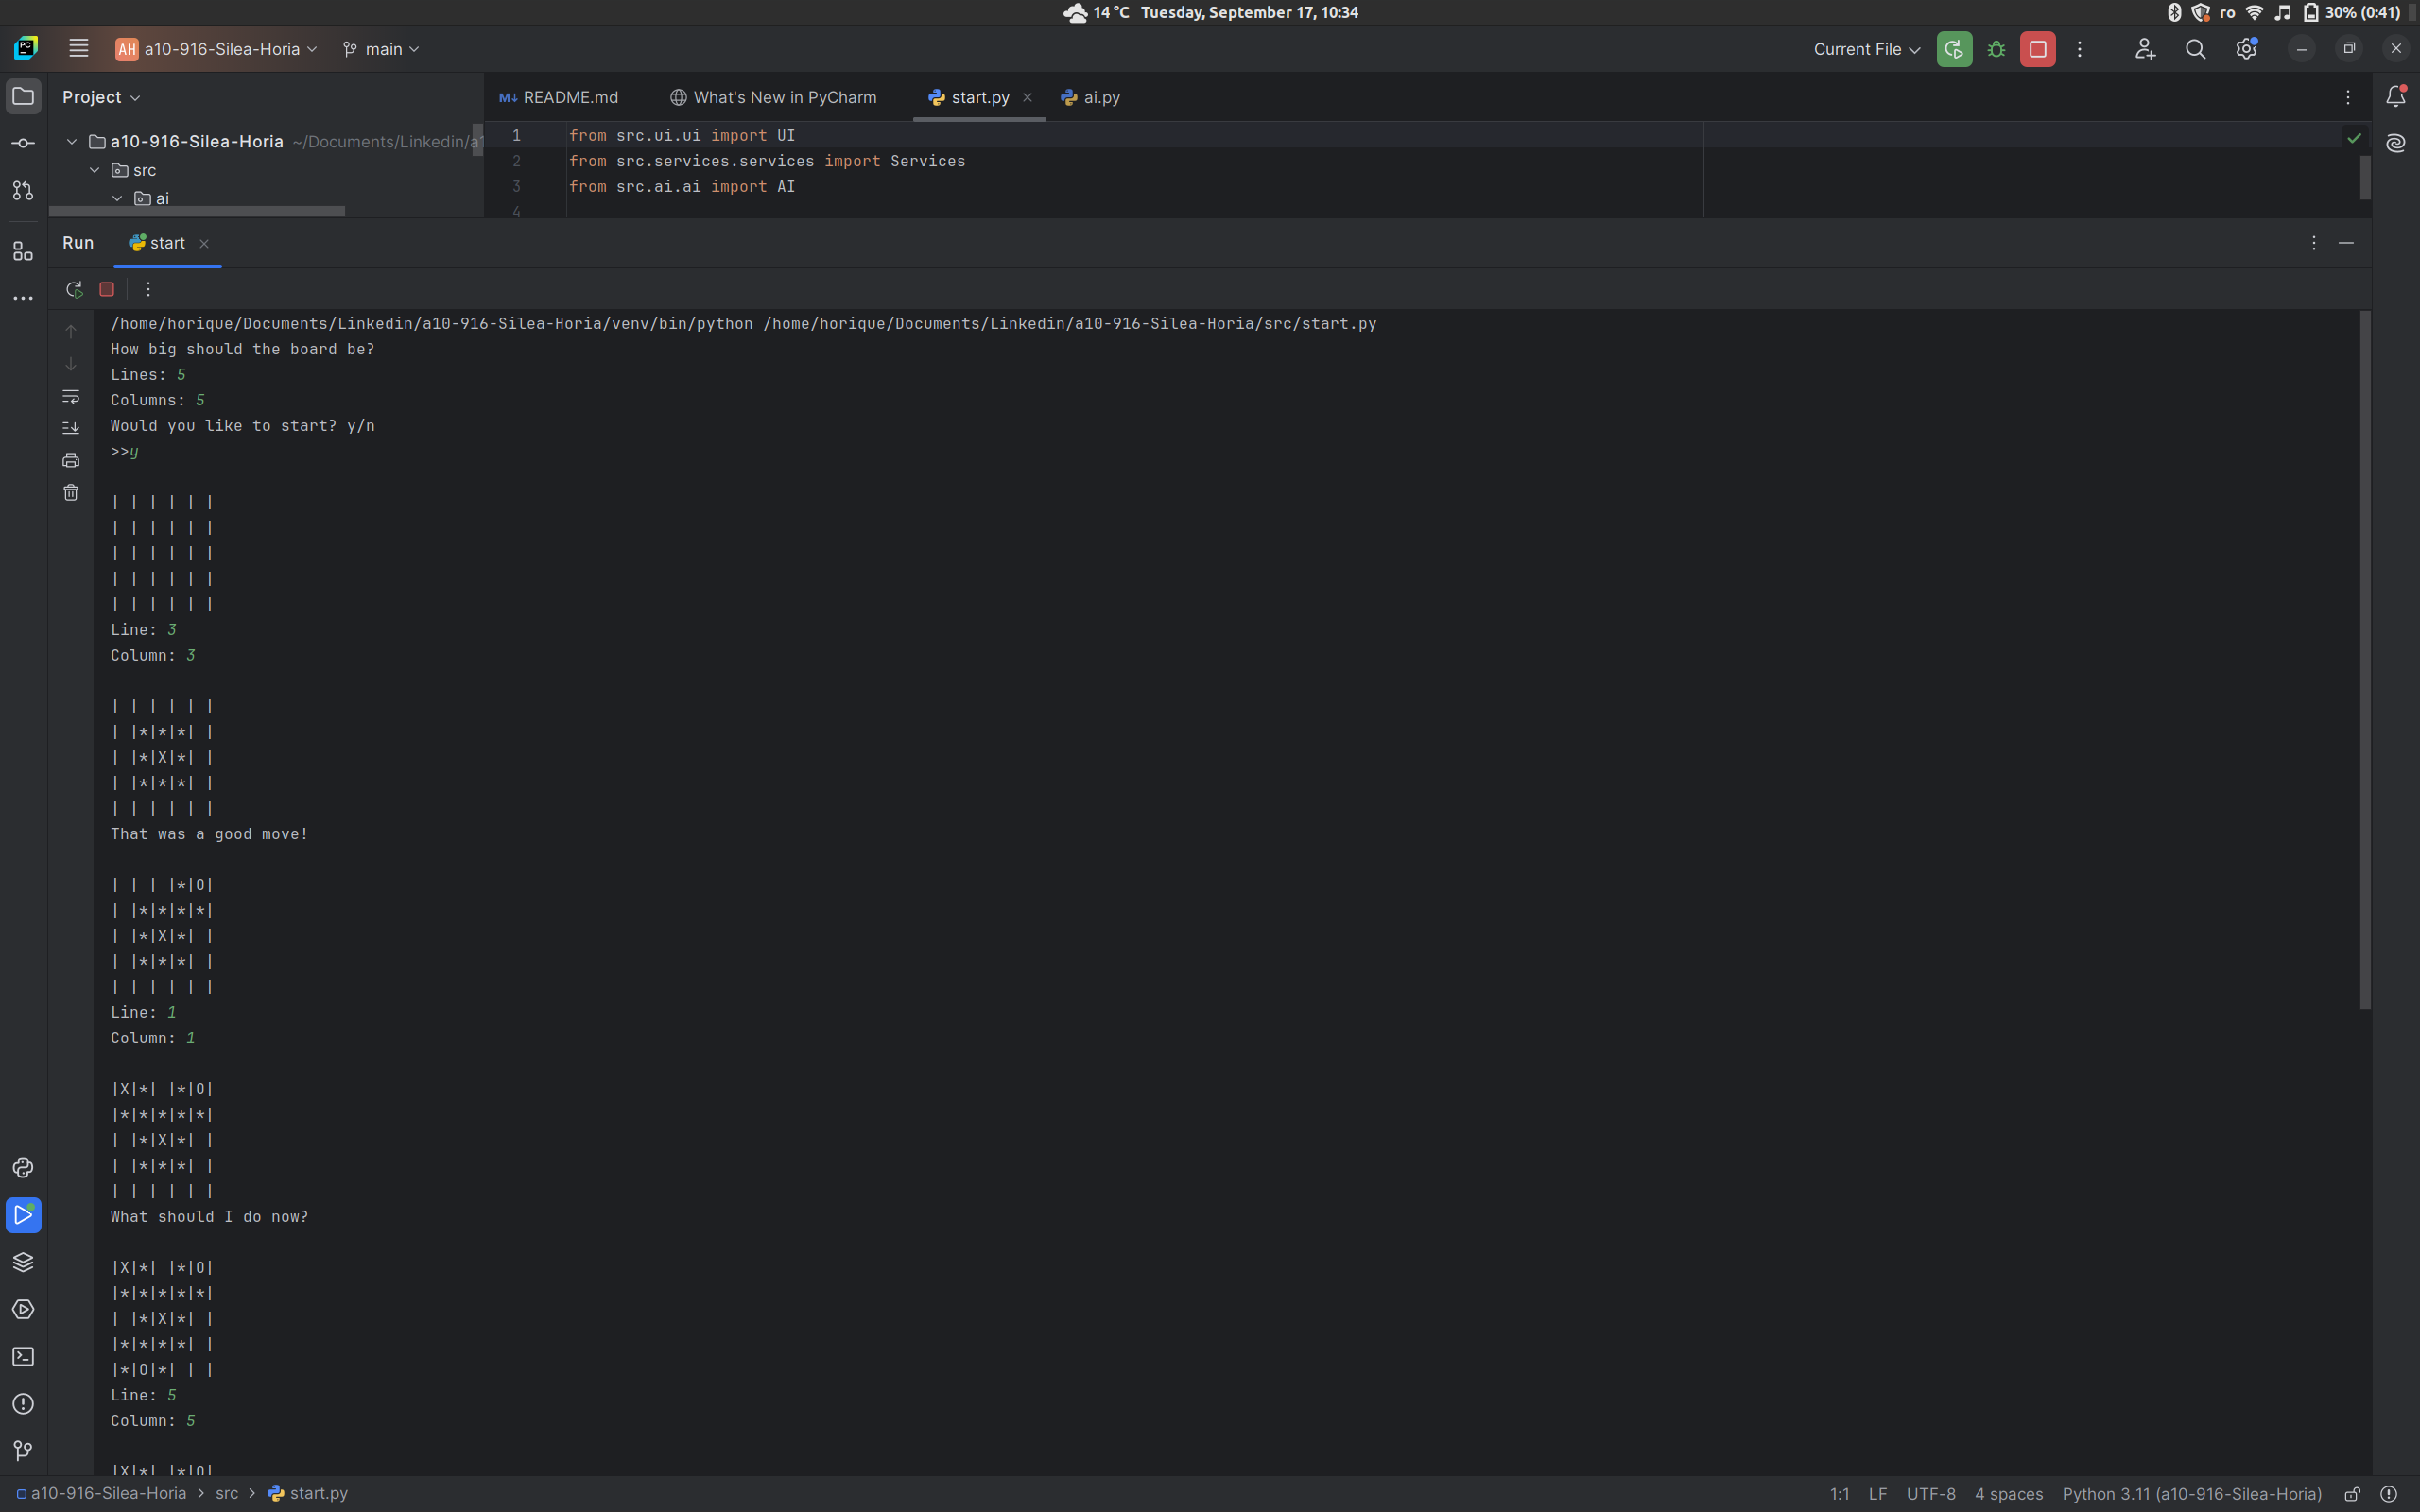 14 °C Tuesday, September 17, 10:34
ro 30% (0:41)
PC AH a10-916-Silea-Horia main Current File
Project
README.md What's New in PyCharm start.py ai.py
a10-916-Silea-Horia ~/Documents/Linkedin/a1
src
ai
1 from src.ui.ui import UI
2 from src.services.services import Services
3 from src.ai.ai import AI
4
Run start
/home/horique/Documents/Linkedin/a10-916-Silea-Horia/venv/bin/python /home/horique/Documents/Linkedin/a10-916-Silea-Horia/src/start.py
How big should the board be?
Lines: 5
Columns: 5
Would you like to start? y/n
>>y
| | | | | |
| | | | | |
| | | | | |
| | | | | |
| | | | | |
Line: 3
Column: 3
| | | | | |
| |*|*|*| |
| |*|X|*| |
| |*|*|*| |
| | | | | |
That was a good move!
| | | |*|O|
| |*|*|*|*|
| |*|X|*| |
| |*|*|*| |
| | | | | |
Line: 1
Column: 1
|X|*| |*|O|
|*|*|*|*|*|
| |*|X|*| |
| |*|*|*| |
| | | | | |
What should I do now?
|X|*| |*|O|
|*|*|*|*|*|
| |*|X|*| |
|*|*|*|*| |
|*|O|*| | |
Line: 5
Column: 5
|X|*| |*|O|
a10-916-Silea-Horia > src > start.py
1:1 LF UTF-8 4 spaces Python 3.11 (a10-916-Silea-Horia)